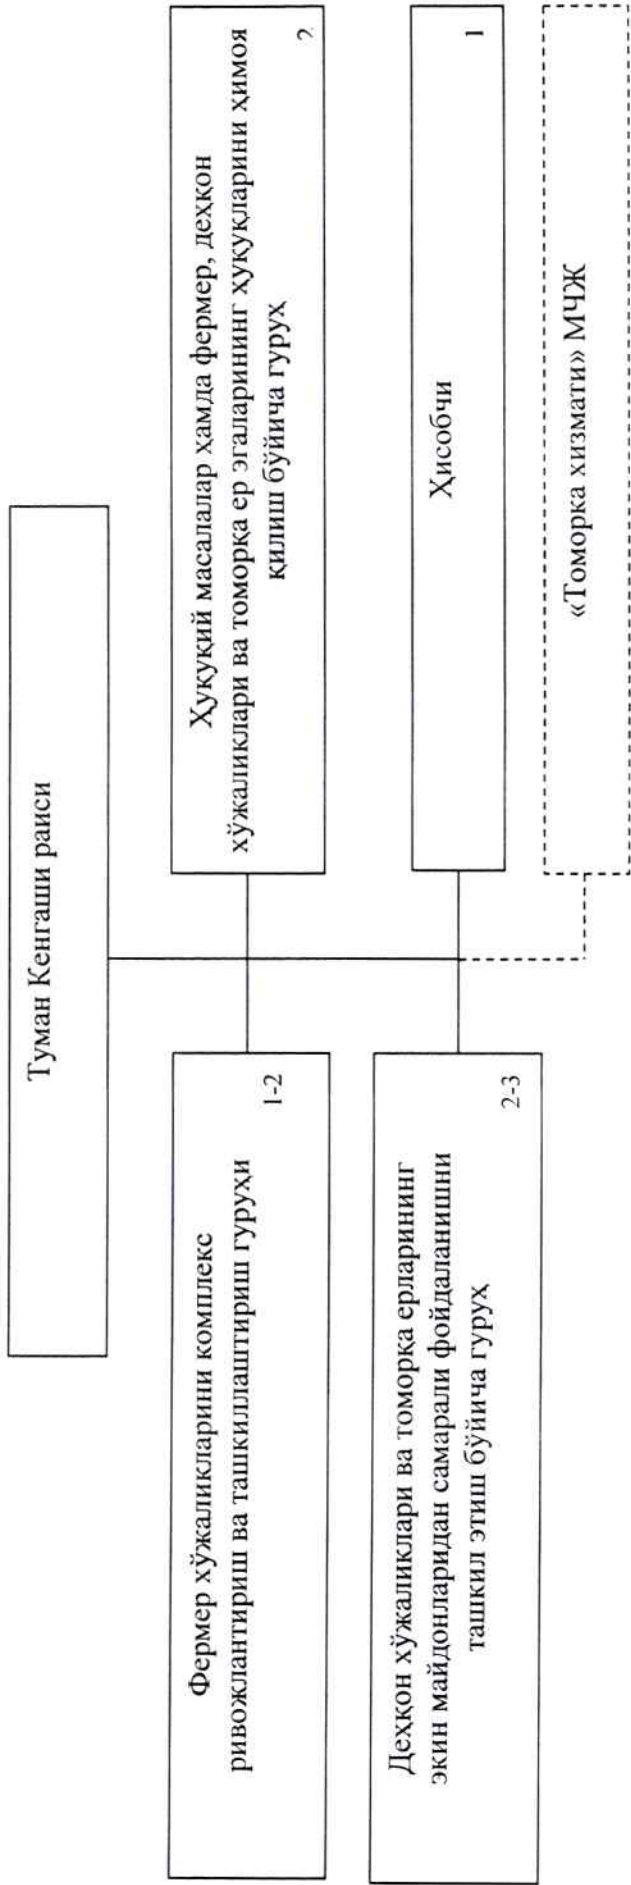 Туман Кенгаши раиси
Фермер хўжаликларини комплекс
ривожлантириш ва ташкиллаштириш гуруҳи
1-2
Ҳуқуқий масалалар ҳамда фермер, деҳқон
хўжаликлари ва томорқа ер эгаларининг ҳуқуқларини ҳимоя
қилиш бўйича гуруҳ
2
Деҳқон хўжаликлари ва томорқа ерларининг
экин майдонларидан самарали фойдаланишни
ташкил этиш бўйича гуруҳ
2-3
Ҳисобчи
1
«Томорқа хизмати» МЧЖ